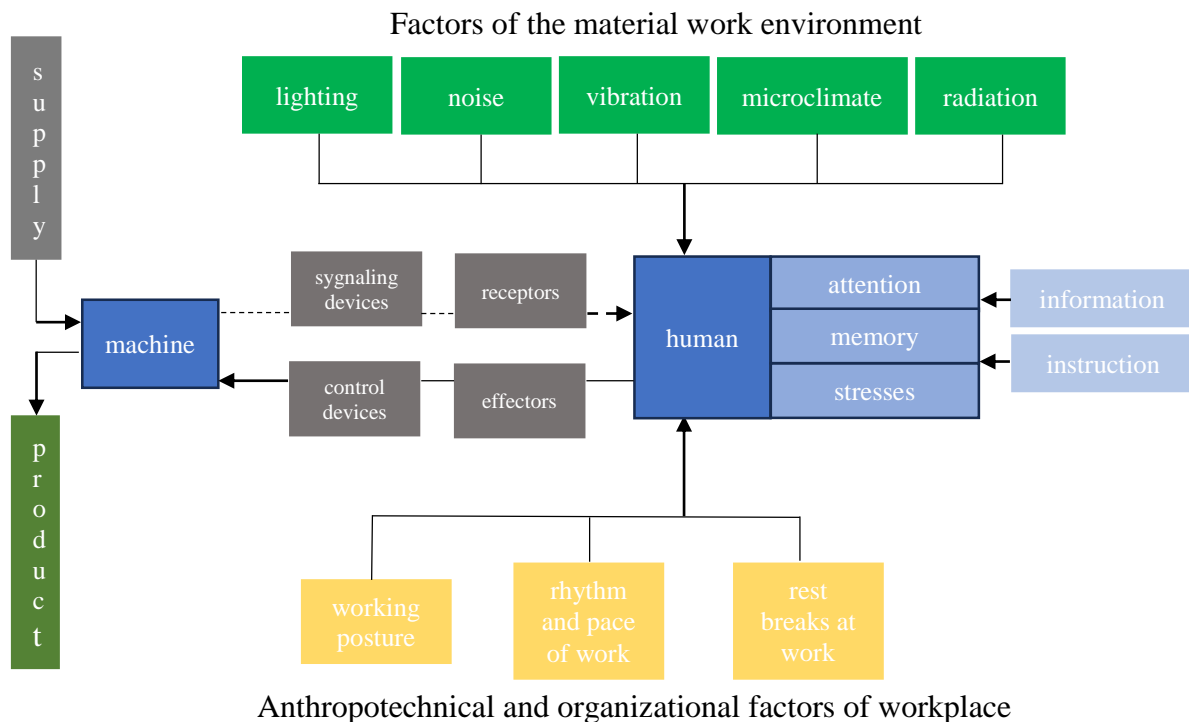 Factors of the material work environment
supply
lighting
noise
vibration
microclimate
radiation
sygnaling
devices
receptors
machine
human
attention
memory
stresses
information
instruction
control
devices
effectors
product
working
posture
rhythm
and pace
of work
rest
breaks at
work
Anthropotechnical and organizational factors of workplace